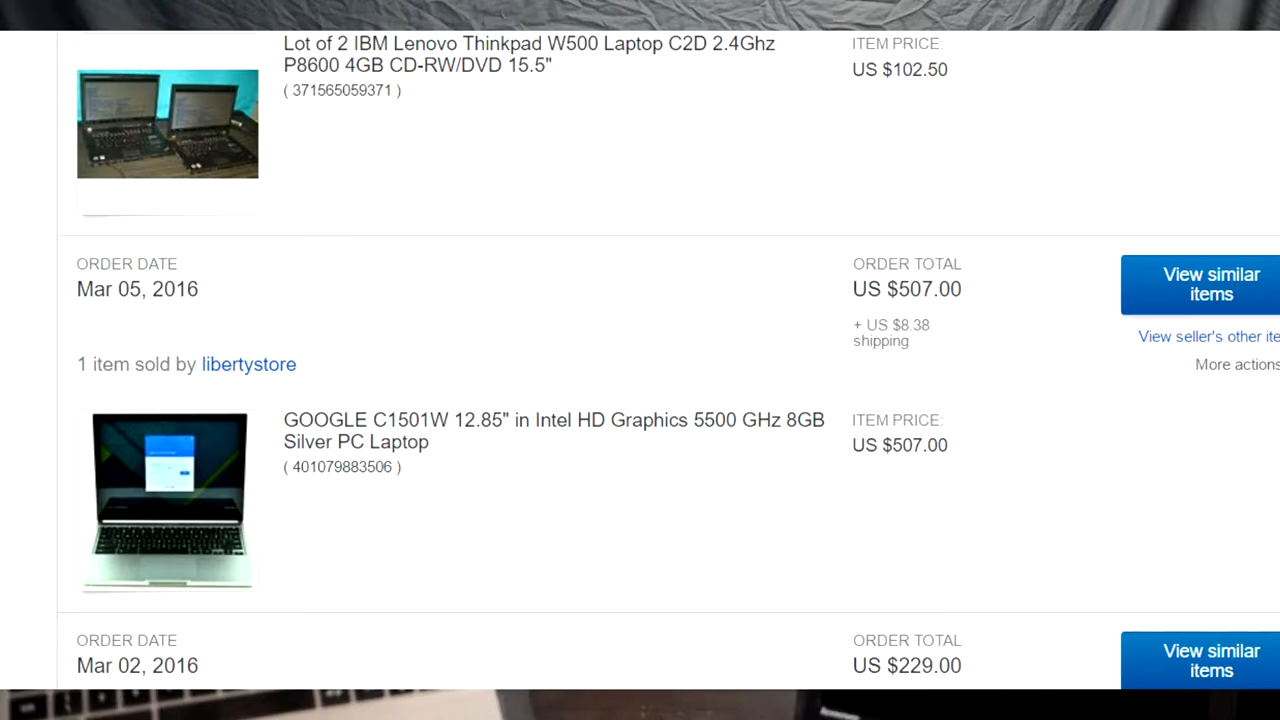 Lot of 2 IBM Lenovo Thinkpad W500 Laptop C2D 2.4Ghz
P8600 4GB CD-RW/DVD 15.5"
( 371565059371 )
ITEM PRICE:
US $102.50
ORDER DATE
Mar 05, 2016
ORDER TOTAL
US $507.00
+ US $8.38
shipping
View similar
items
View seller's other ite
More actions
1 item sold by libertystore
GOOGLE C1501W 12.85" in Intel HD Graphics 5500 GHz 8GB
Silver PC Laptop
( 401079883506 )
ITEM PRICE:
US $507.00
ORDER DATE
Mar 02, 2016
ORDER TOTAL
US $229.00
View similar
items